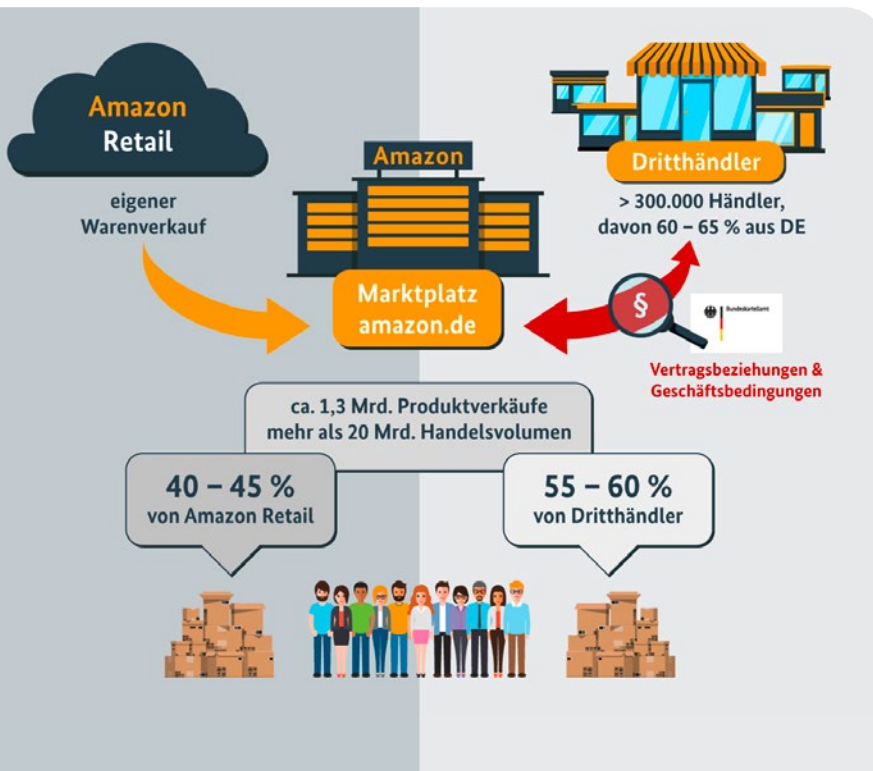 Amazon
Retail
eigener
Warenverkauf
Amazon
Marktplatz
amazon.de
Dritthändler
> 300.000 Händler,
davon 60 – 65 % aus DE
§
Bundeskartellamt
Vertragsbeziehungen &
Geschäftsbedingungen
ca. 1,3 Mrd. Produktverkäufe
mehr als 20 Mrd. Handelsvolumen
40 – 45 %
von Amazon Retail
55 – 60 %
von Dritthändler